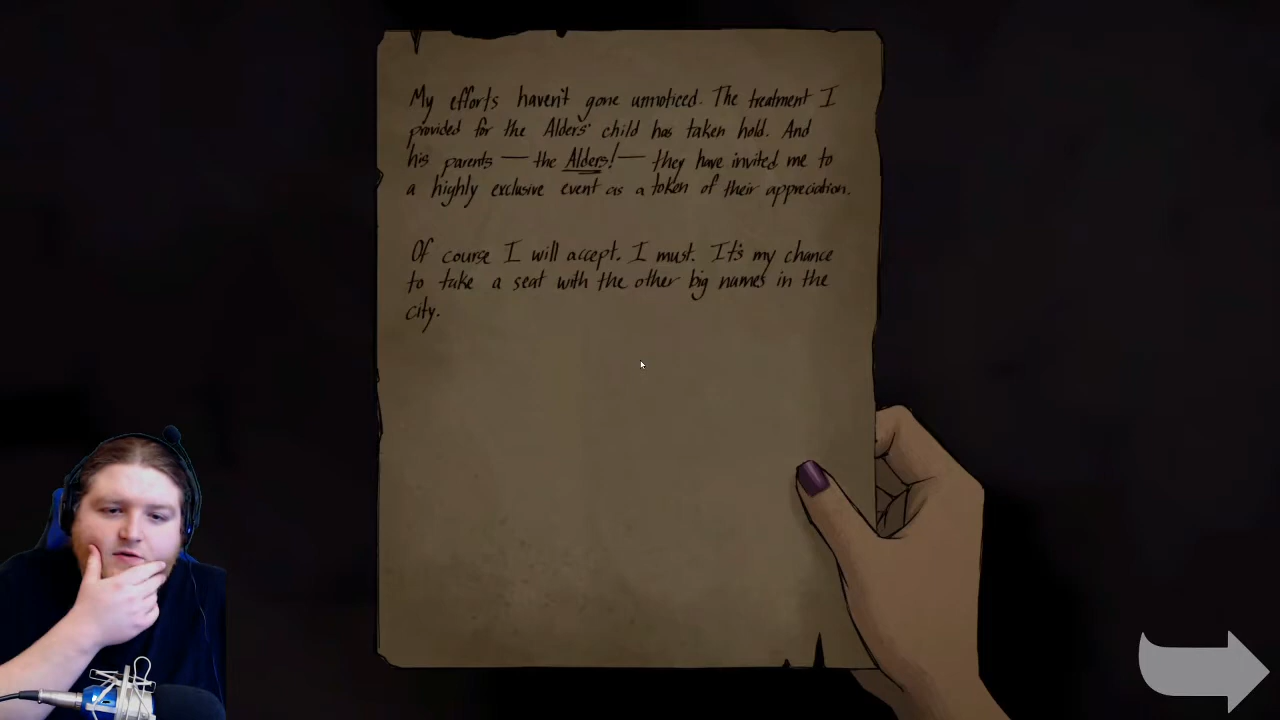 My efforts haven't gone unnoticed. The treatment I
provided for the Alders' child has taken hold. And
his parents — the Alders! — they have invited me to
a highly exclusive event as a token of their appreciation.
Of course I will accept. I must. It's my chance
to take a seat with the other big names in the
city.